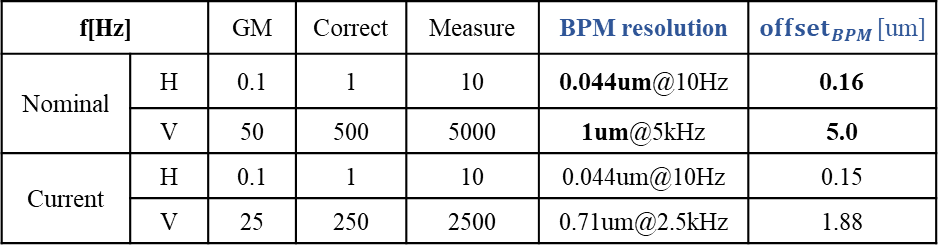 f[Hz] GM Correct Measure BPM resolution offset_BPM [um]
Nominal H 0.1 1 10 0.044um@10Hz 0.16
V 50 500 5000 1um@5kHz 5.0
Current H 0.1 1 10 0.044um@10Hz 0.15
V 25 250 2500 0.71um@2.5kHz 1.88